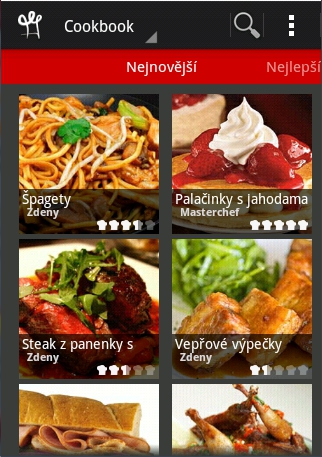 Cookbook
Nejnovější
Nejlepší
Špagety
Zdeny
Palačinky s jahodama
Masterchef
Steak z panenky s
Zdeny
Vepřové výpečky
Zdeny